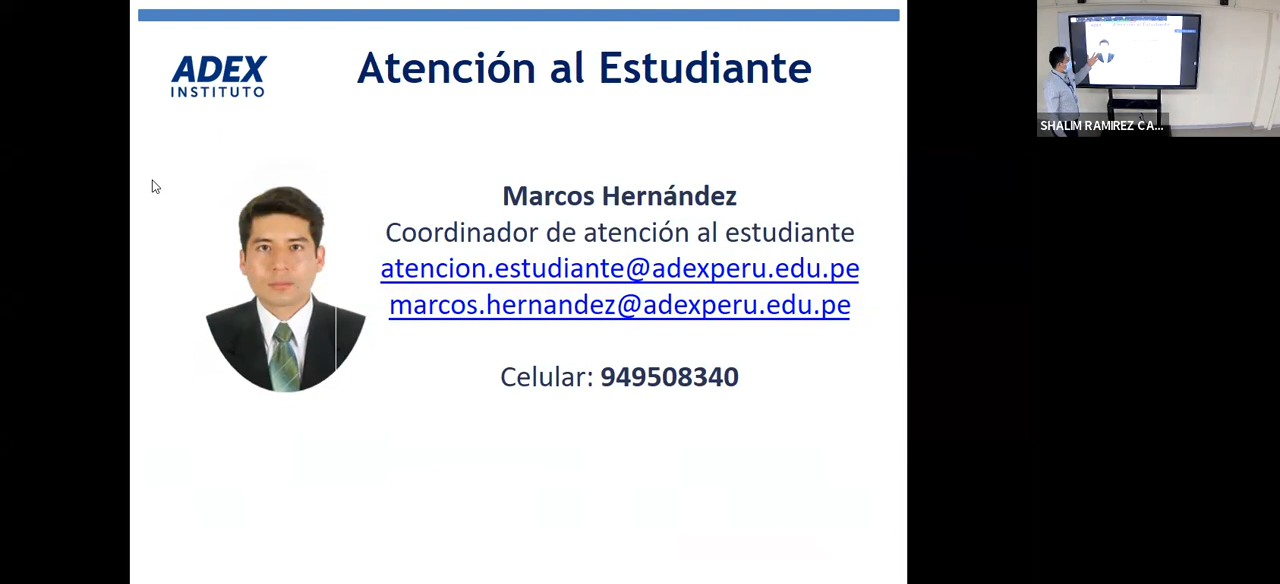 ADEX
INSTITUTO
Atención al Estudiante
Marcos Hernández
Coordinador de atención al estudiante
atencion.estudiante@adexperu.edu.pe
marcos.hernandez@adexperu.edu.pe
Celular: 949508340
SHALIM RAMIREZ CA...